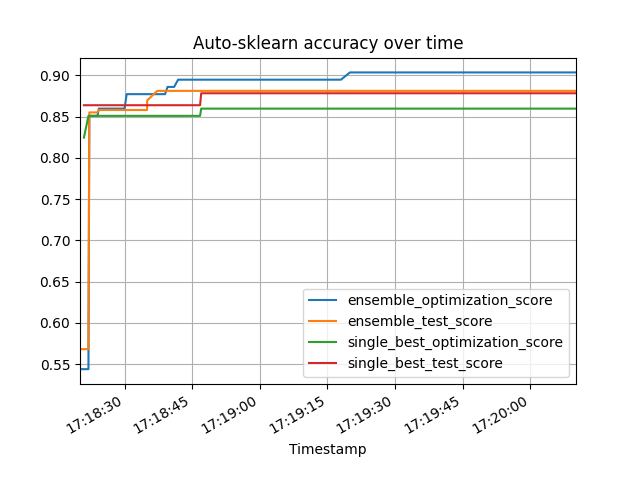 Auto-sklearn accuracy over time
0.90
0.85
0.80
0.75
0.70
0.65
0.60
0.55
ensemble_optimization_score
ensemble_test_score
single_best_optimization_score
single_best_test_score
17:18:30
17:18:45
17:19:00
17:19:15
17:19:30
17:19:45
17:20:00
Timestamp